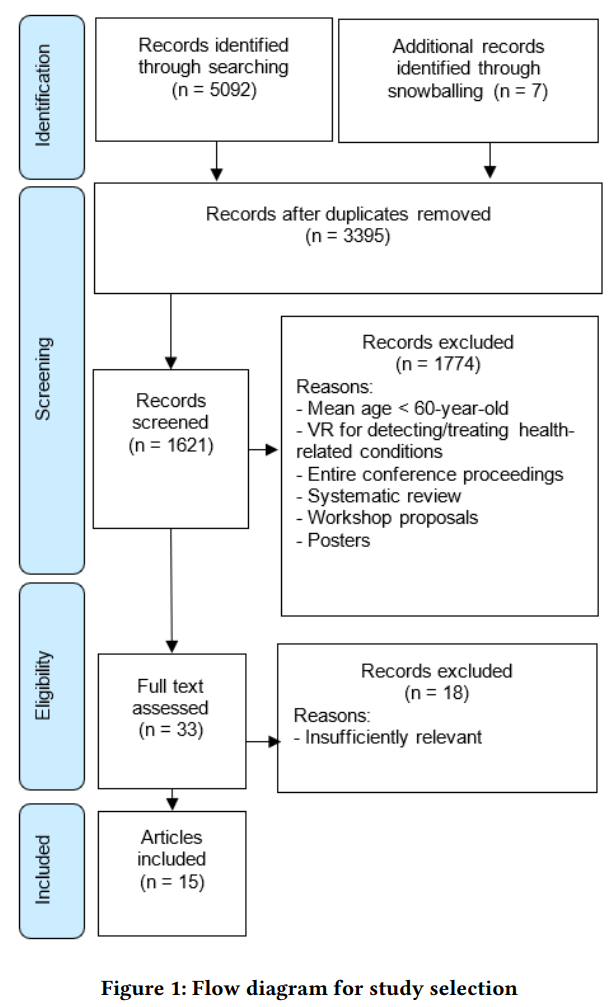 Identification
Records identified
through searching
(n = 5092)
Additional records
identified through
snowballing (n = 7)
Screening
Records after duplicates removed
(n = 3395)
Records
screened
(n = 1621)
Records excluded
(n = 1774)
Reasons:
- Mean age < 60-year-old
- VR for detecting/treating health-
related conditions
- Entire conference proceedings
- Systematic review
- Workshop proposals
- Posters
Eligibility
Full text
assessed
(n = 33)
Records excluded
(n = 18)
Reasons:
- Insufficiently relevant
Included
Articles
included
(n = 15)
Figure 1: Flow diagram for study selection